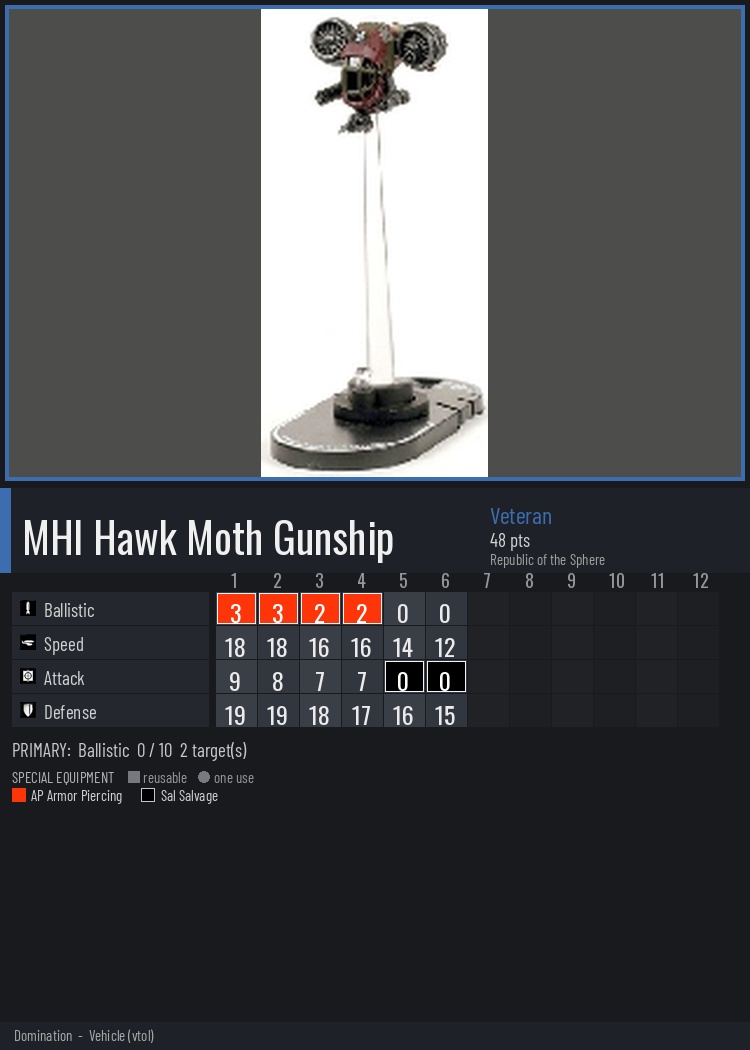 MHI Hawk Moth Gunship
Veteran
48 pts
Republic of the Sphere
1 2 3 4 5 6 7 8 9 10 11 12
Ballistic 3 3 2 2 0 0
Speed 18 18 16 16 14 12
Attack 9 8 7 7 0 0
Defense 19 19 18 17 16 15
PRIMARY: Ballistic 0 / 10 2 target(s)
SPECIAL EQUIPMENT reusable one use
AP Armor Piercing Sal Salvage
Domination - Vehicle (vtol)